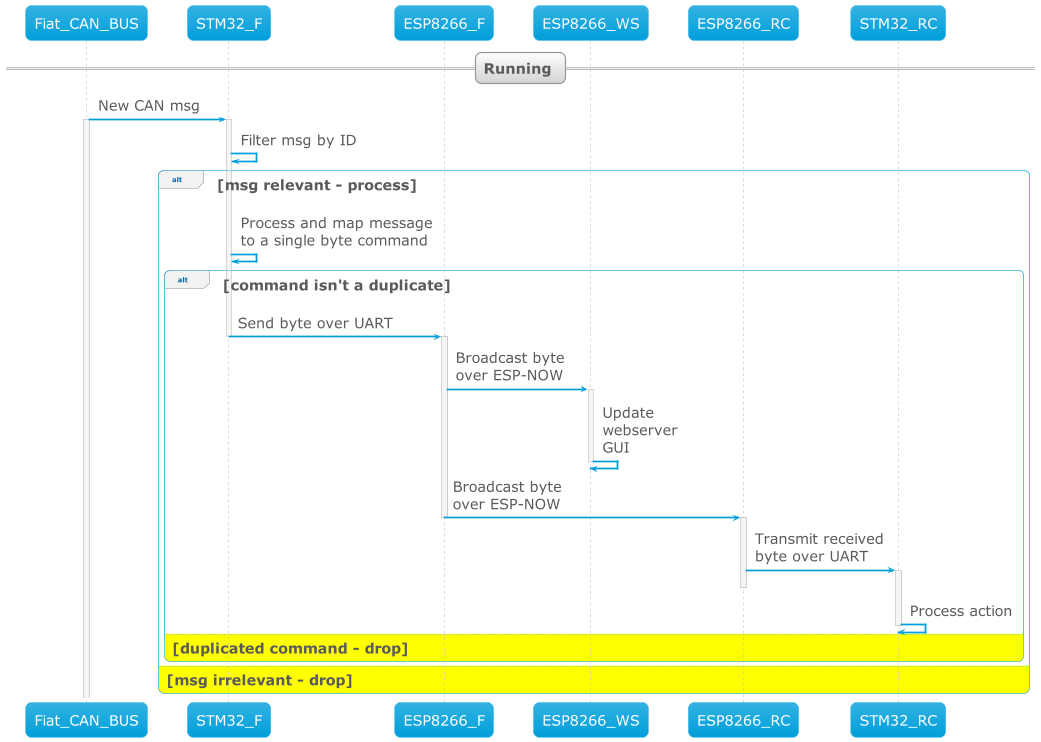 Fiat_CAN_BUS STM32_F ESP8266_F ESP8266_WS ESP8266_RC STM32_RC
Running
New CAN msg
Filter msg by ID
alt [msg relevant - process]
Process and map message
to a single byte command
alt [command isn't a duplicate]
Send byte over UART
Broadcast byte
over ESP-NOW
Update
webserver
GUI
Broadcast byte
over ESP-NOW
Transmit received
byte over UART
Process action
[duplicated command - drop]
[msg irrelevant - drop]
Fiat_CAN_BUS STM32_F ESP8266_F ESP8266_WS ESP8266_RC STM32_RC